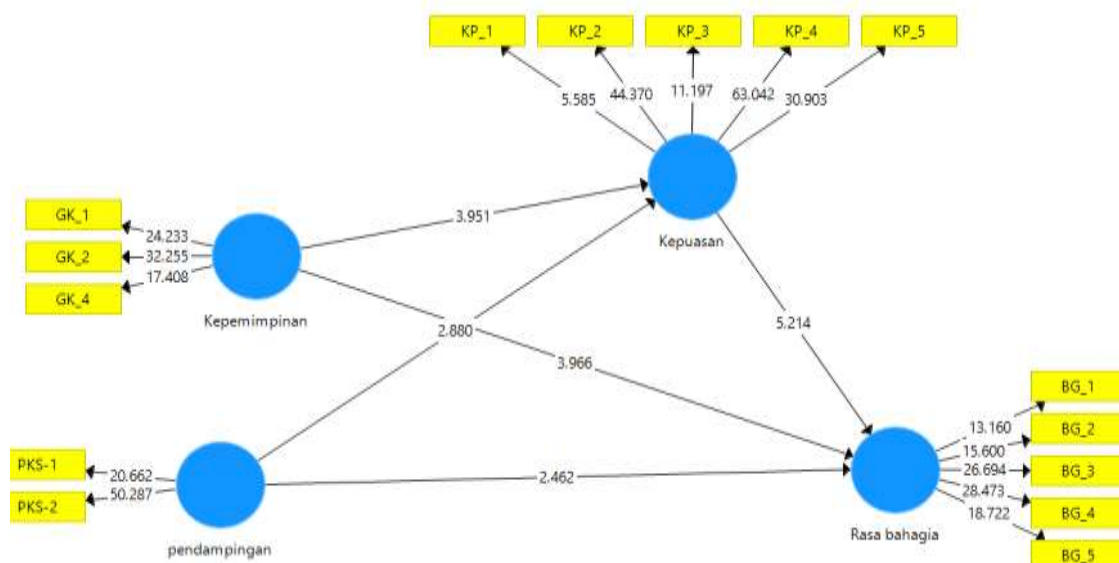 KP_1
KP_2
KP_3
KP_4
KP_5
5.585
44.370
11.197
63.042
30.903
Kepuasan
GK_1
GK_2
GK_4
24.233
32.255
17.408
Kepemimpinan
3.951
2.880
3.966
5.214
2.462
PKS-1
PKS-2
20.662
50.287
pendampingan
BG_1
BG_2
BG_3
BG_4
BG_5
13.160
15.600
26.694
28.473
18.722
Rasa bahagia